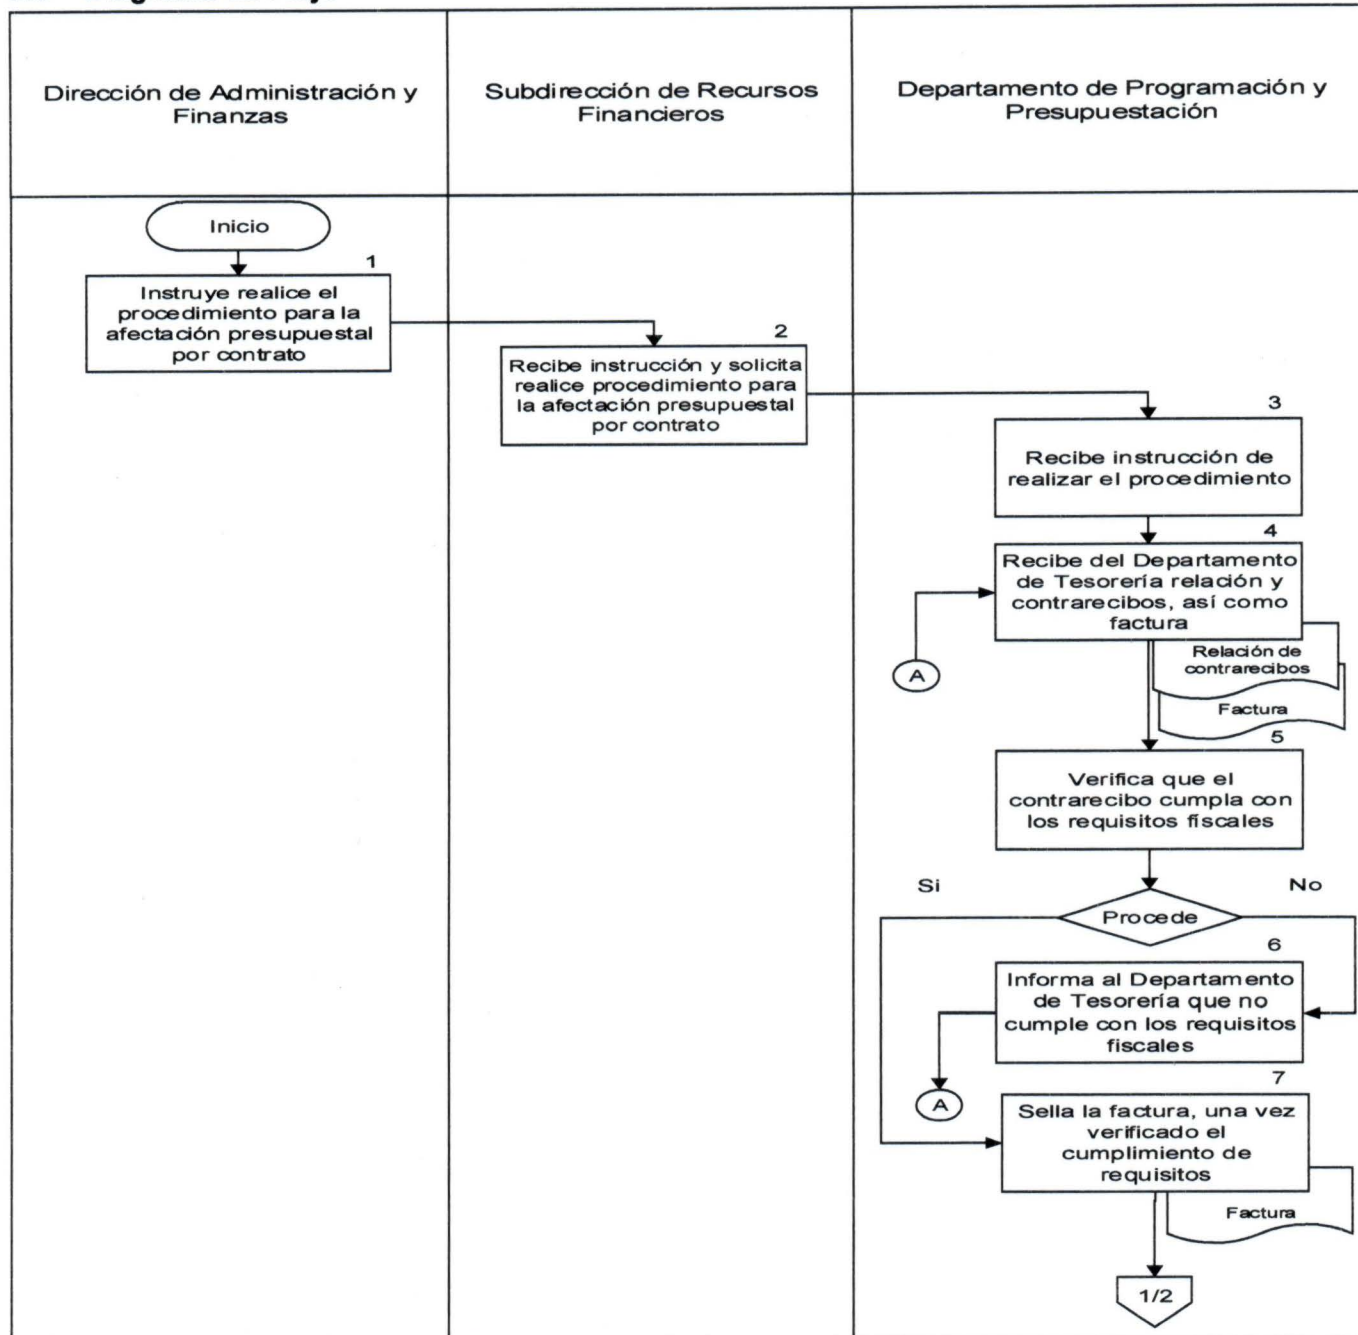 Dirección de Administración y
Finanzas
Subdirección de Recursos
Financieros
Departamento de Programación y
Presupuestación
Inicio
1
Instruye realice el
procedimiento para la
afectación presupuestal
por contrato
2
Recibe instrucción y solicita
realice procedimiento para
la afectación presupuestal
por contrato
3
Recibe instrucción de
realizar el procedimiento
4
Recibe del Departamento
de Tesorería relación y
contrarecibos, así como
factura
Relación de
contrarecibos
A
Factura
5
Verifica que el
contrarecibo cumpla con
los requisitos fiscales
Si
No
Procede
6
Informa al Departamento
de Tesorería que no
cumple con los requisitos
fiscales
A
7
Sella la factura, una vez
verificado el
cumplimiento de
requisitos
Factura
1/2